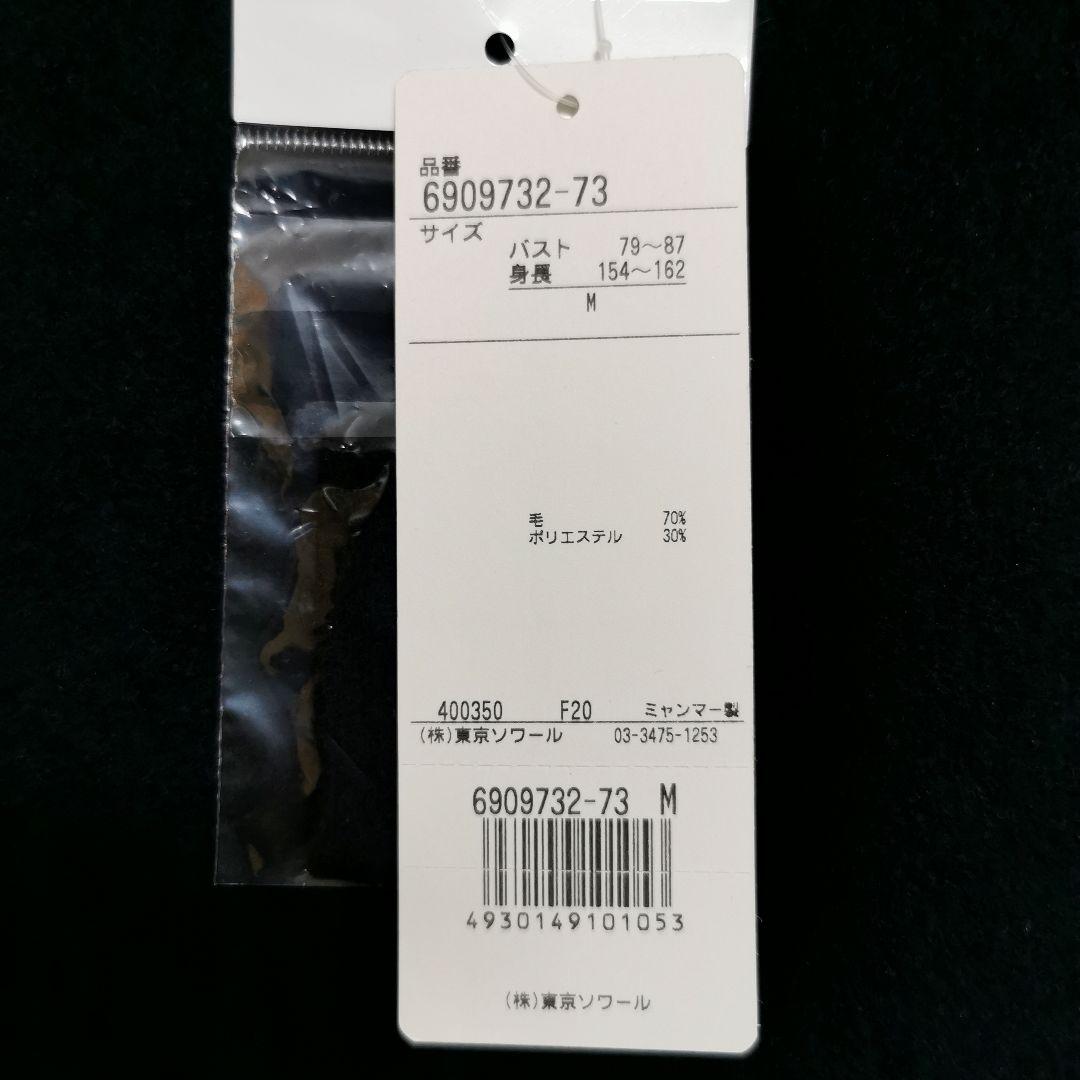 品番
6909732-73
サイズ
バスト 79～87
身長 154～162
M
毛 70%
ポリエステル 30%
400350 F20 ミャンマー製
(株)東京ソワール 03-3475-1253
6909732-73 M
4930149101053
(株)東京ソワール